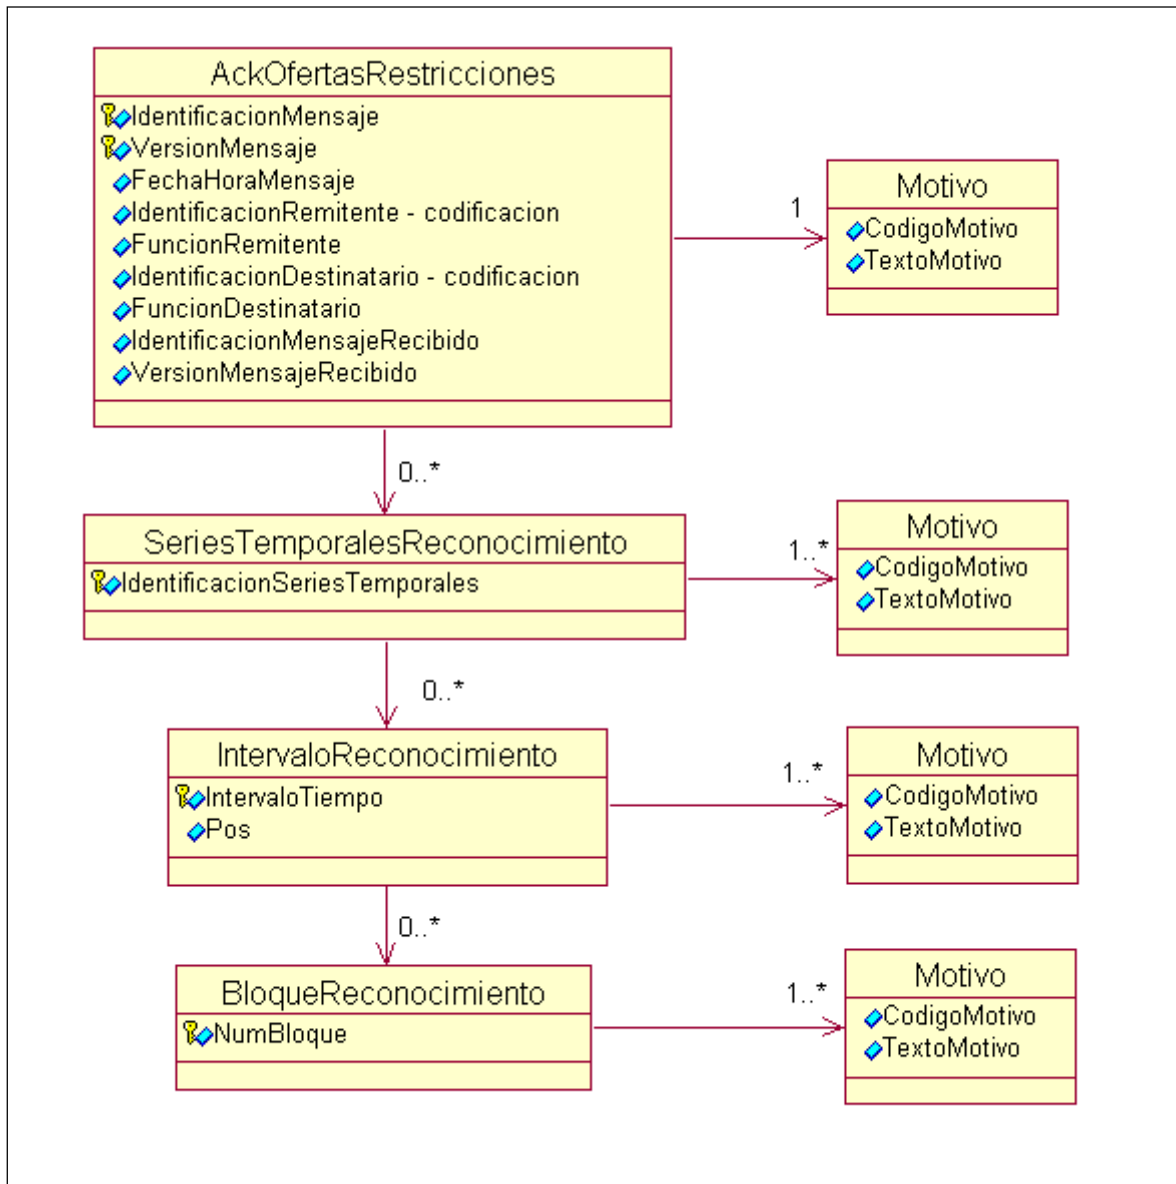 AckOfertasRestricciones
IdentificacionMensaje
VersionMensaje
FechaHoraMensaje
IdentificacionRemitente - codificacion
FuncionRemitente
IdentificacionDestinatario - codificacion
FuncionDestinatario
IdentificacionMensajeRecibido
VersionMensajeRecibido
1
Motivo
CodigoMotivo
TextoMotivo
0..*
SeriesTemporalesReconocimiento
IdentificacionSeriesTemporales
1..*
Motivo
CodigoMotivo
TextoMotivo
0..*
IntervaloReconocimiento
IntervaloTiempo
Pos
1..*
Motivo
CodigoMotivo
TextoMotivo
0..*
BloqueReconocimiento
NumBloque
1..*
Motivo
CodigoMotivo
TextoMotivo